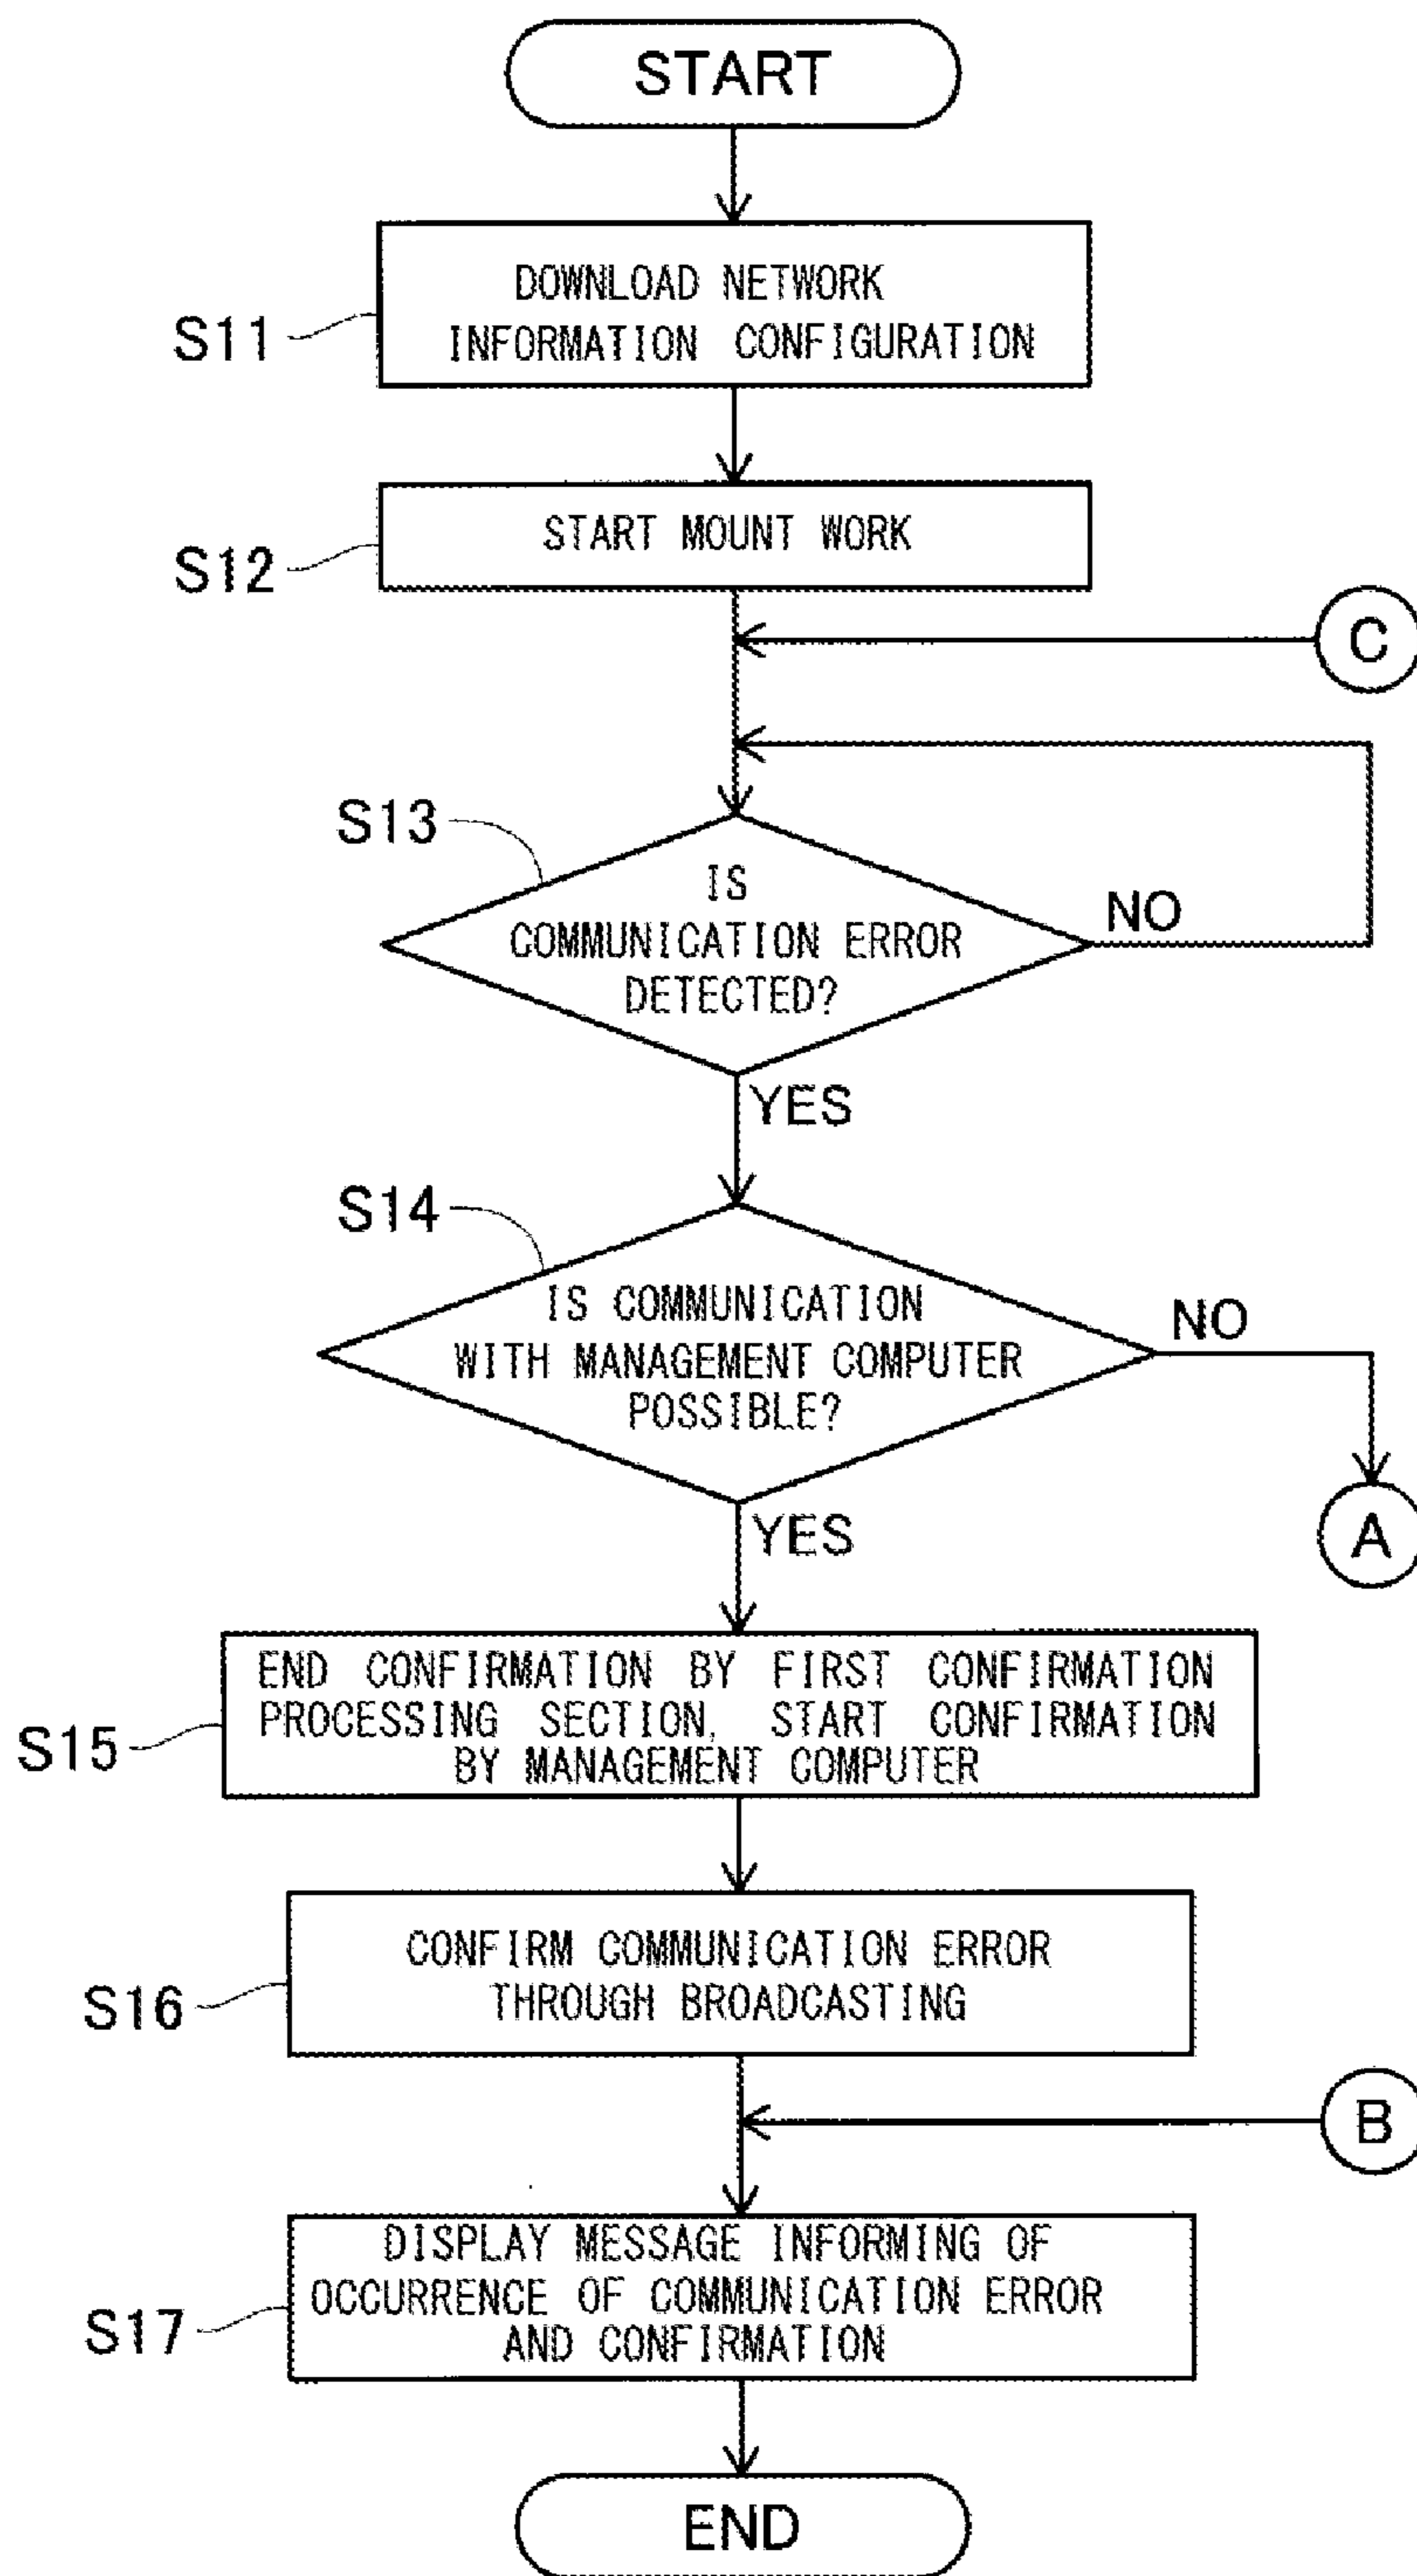 START
DOWNLOAD NETWORK
INFORMATION CONFIGURATION
S11
START MOUNT WORK
S12
C
S13
IS
COMMUNICATION ERROR
DETECTED?
NO
YES
S14
IS COMMUNICATION
WITH MANAGEMENT COMPUTER
POSSIBLE?
NO
A
YES
END CONFIRMATION BY FIRST CONFIRMATION
PROCESSING SECTION, START CONFIRMATION
BY MANAGEMENT COMPUTER
S15
CONFIRM COMMUNICATION ERROR
THROUGH BROADCASTING
S16
B
DISPLAY MESSAGE INFORMING OF
OCCURRENCE OF COMMUNICATION ERROR
AND CONFIRMATION
S17
END